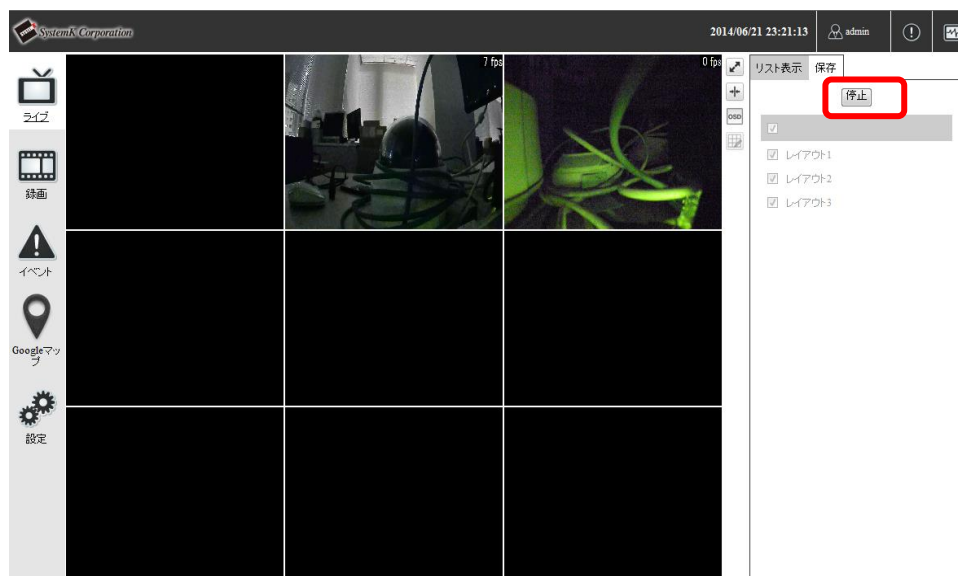 SystemK Corporation
2014/06/21 23:21:13
admin
ライブ
録画
イベント
Googleマッ
プ
設定
7 fps
0 fps
OSD
リスト表示 保存
停止
レイアウト1
レイアウト2
レイアウト3